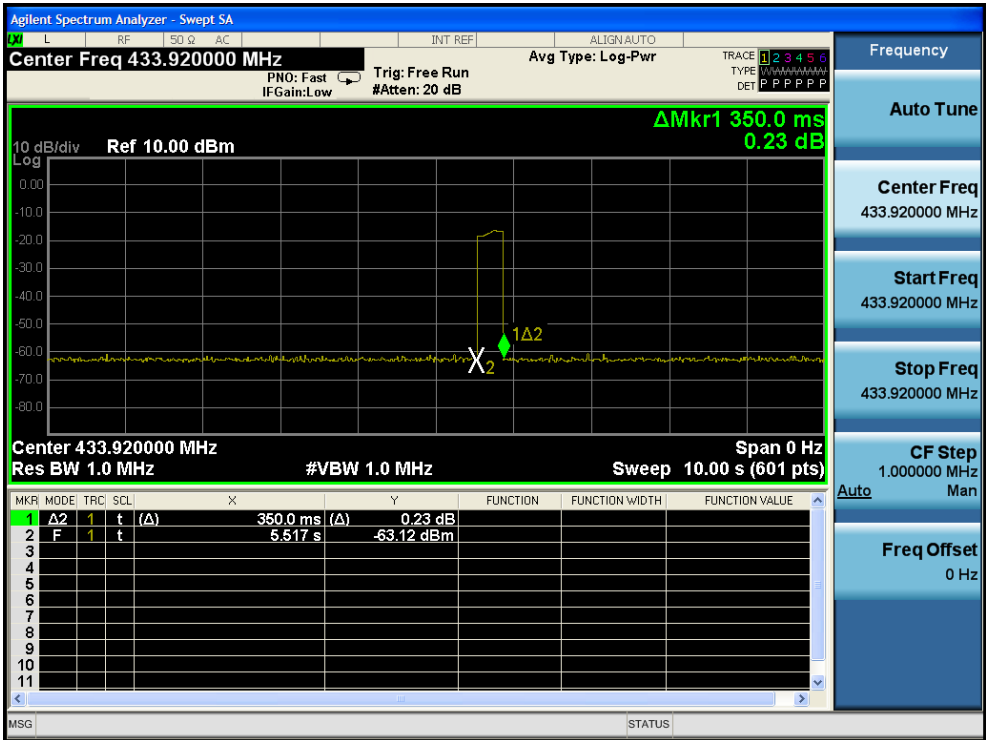 Agilent Spectrum Analyzer - Swept SA
LXI L RF 50 Ω AC INT REF ALIGN AUTO
Center Freq 433.920000 MHz
PNO: Fast
IFGain:Low
Trig: Free Run
#Atten: 20 dB
Avg Type: Log-Pwr
TRACE 1 2 3 4 5 6
TYPE
DET P P P P P P
ΔMkr1 350.0 ms
0.23 dB
10 dB/div Ref 10.00 dBm
Log
0.00
-10.0
-20.0
-30.0
-40.0
-50.0
-60.0
-70.0
-80.0
1Δ2
X2
Center 433.920000 MHz Span 0 Hz
Res BW 1.0 MHz #VBW 1.0 MHz Sweep 10.00 s (601 pts)
MKR MODE TRC SCL X Y FUNCTION FUNCTION WIDTH FUNCTION VALUE
1 Δ2 1 t (Δ) 350.0 ms (Δ) 0.23 dB
2 F 1 t 5.517 s -63.12 dBm
3
4
5
6
7
8
9
10
11
MSG STATUS
Frequency
Auto Tune
Center Freq
433.920000 MHz
Start Freq
433.920000 MHz
Stop Freq
433.920000 MHz
CF Step
1.000000 MHz
Auto Man
Freq Offset
0 Hz